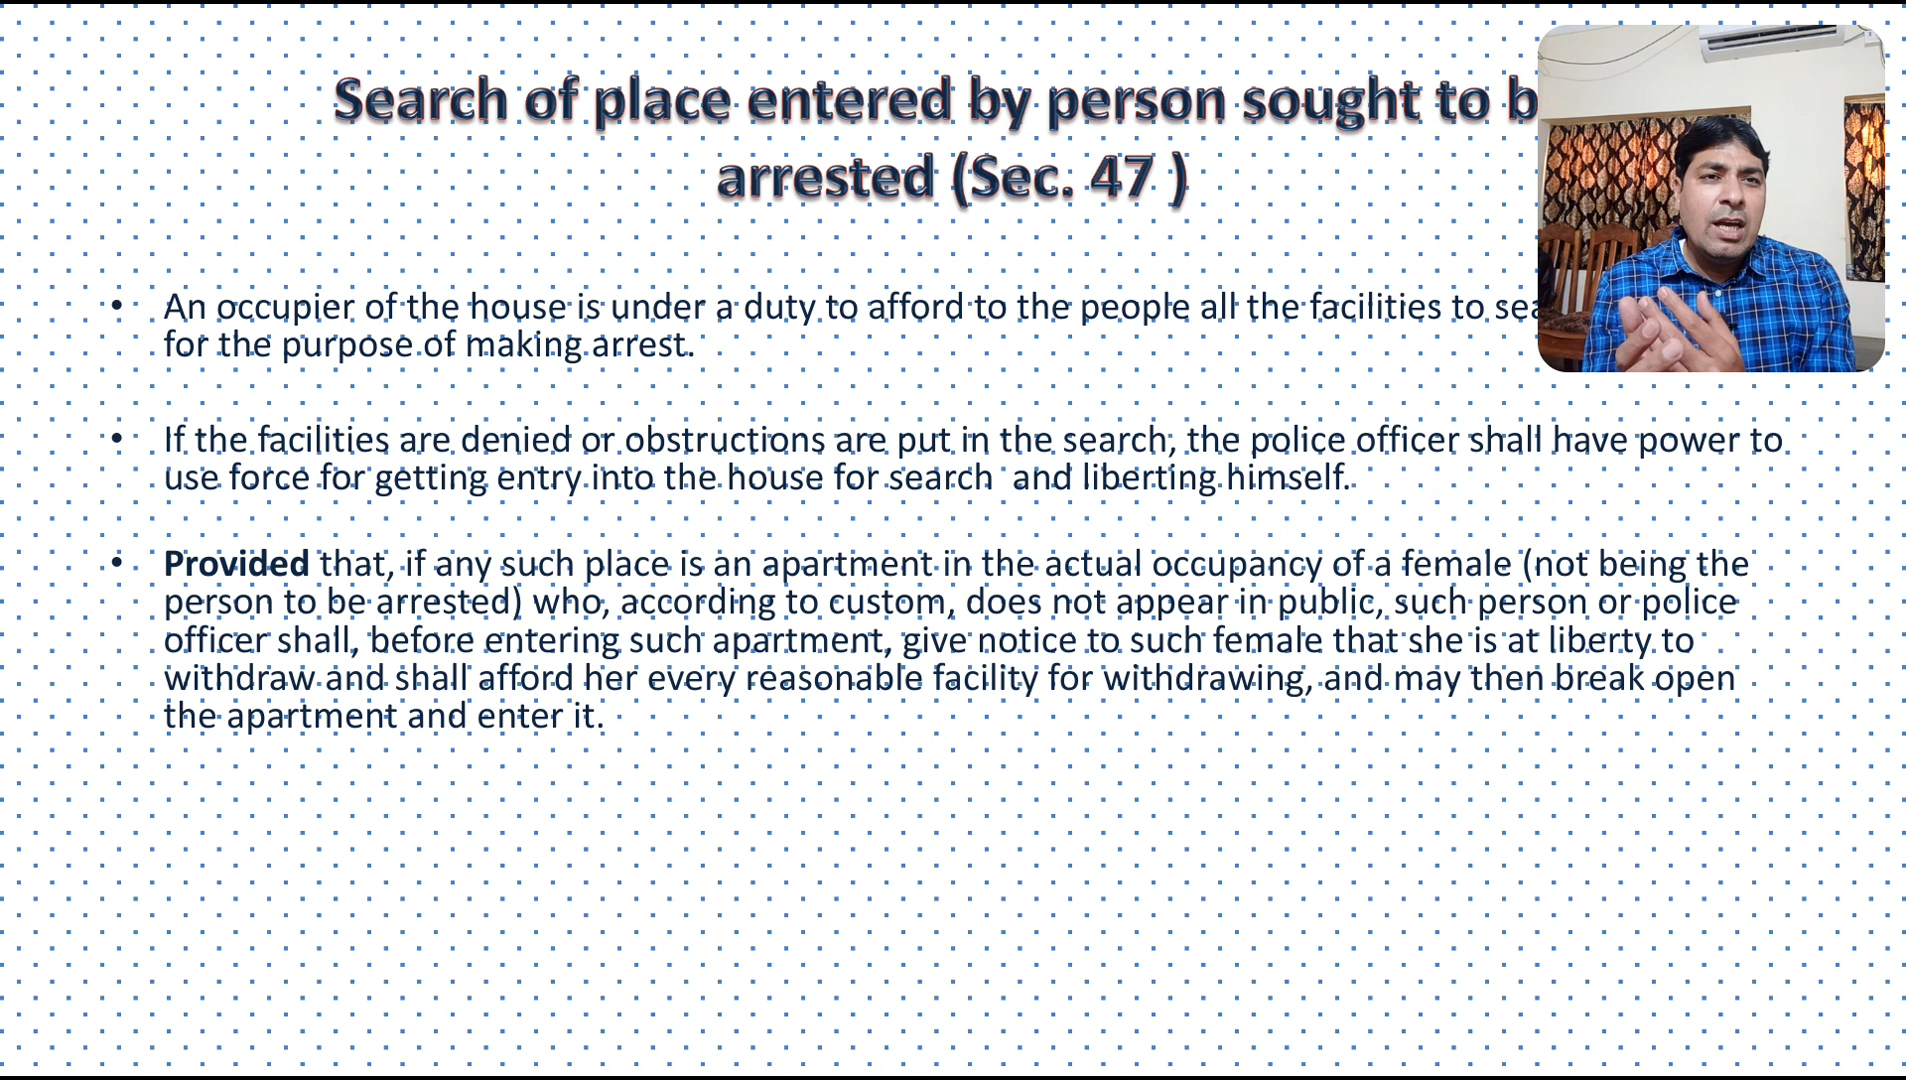 Search of place entered by person sought to
arrested (Sec. 47 )
• An occupier of the house is under a duty to afford to the people all the facilities to
for the purpose of making arrest.
• If the facilities are denied or obstructions are put in the search, the police officer shall have power to
use force for getting entry into the house for search and liberting himself.
• Provided that, if any such place is an apartment in the actual occupancy of a female (not being the
person to be arrested) who, according to custom, does not appear in public, such person or police
officer shall, before entering such apartment, give notice to such female that she is at liberty to
withdraw and shall afford her every reasonable facility for withdrawing, and may then break open
the apartment and enter it.